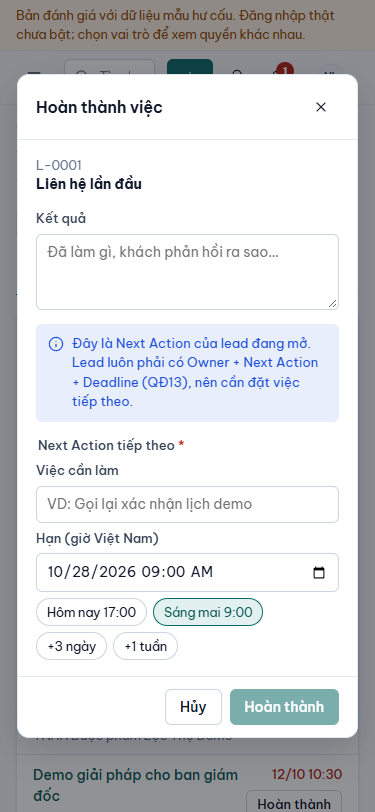 Bản đánh giá với dữ liệu mẫu hư cấu. Đăng nhập thật
chưa bật; chọn vai trò để xem quyền khác nhau.
1
Hoàn thành việc
L-0001
Liên hệ lần đầu
Kết quả
Đã làm gì, khách phản hồi ra sao…
Đây là Next Action của lead đang mở.
Lead luôn phải có Owner + Next Action
+ Deadline (QĐ13), nên cần đặt việc
tiếp theo.
Next Action tiếp theo *
Việc cần làm
VD: Gọi lại xác nhận lịch demo
Hạn (giờ Việt Nam)
10/28/2026 09:00 AM
Hôm nay 17:00
Sáng mai 9:00
+3 ngày
+1 tuần
Hủy
Hoàn thành
Demo giải pháp cho ban giám
đốc
12/10 10:30
Hoàn thành